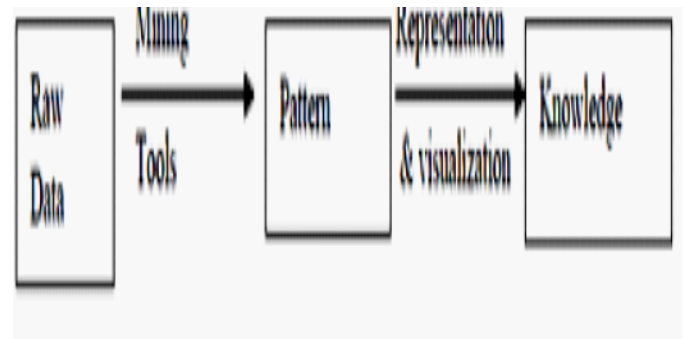 Raw
Data
Mining
Tools
Pattern
Representation
& visualization
Knowledge